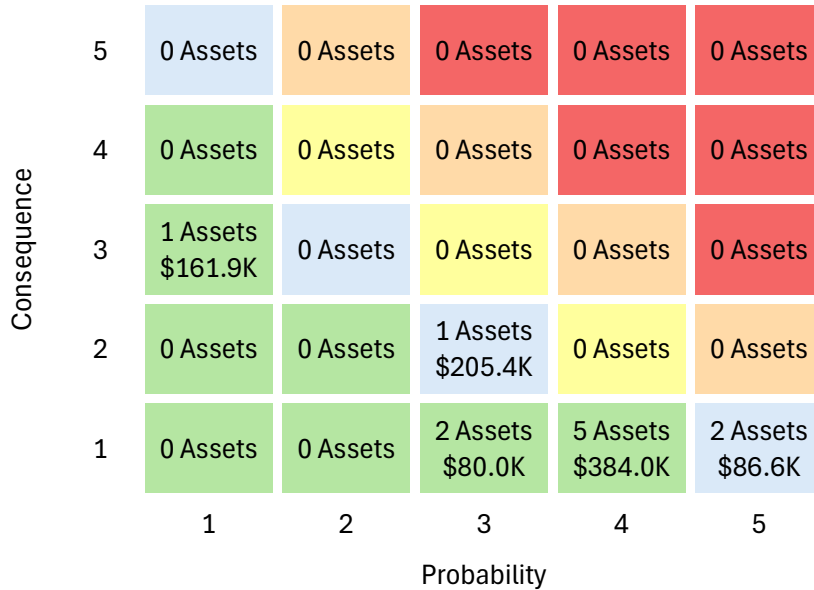 5
0 Assets
0 Assets
0 Assets
0 Assets
0 Assets
4
0 Assets
0 Assets
0 Assets
0 Assets
0 Assets
Consequence
3
1 Assets
$161.9K
0 Assets
0 Assets
0 Assets
0 Assets
2
0 Assets
0 Assets
1 Assets
$205.4K
0 Assets
0 Assets
1
0 Assets
0 Assets
2 Assets
$80.0K
5 Assets
$384.0K
2 Assets
$86.6K
1
2
3
4
5
Probability